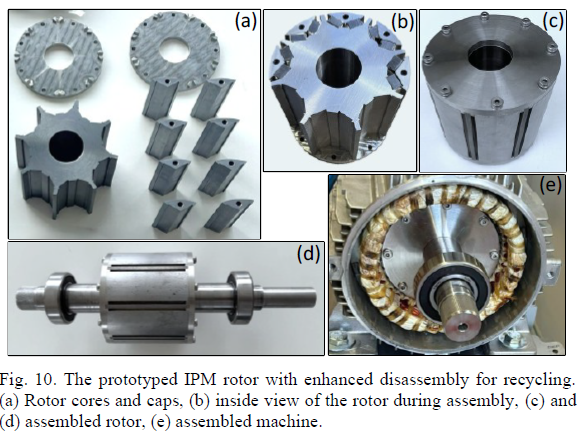 (a)
(b)
(c)
(d)
(e)
Fig. 10. The prototyped IPM rotor with enhanced disassembly for recycling.
(a) Rotor cores and caps, (b) inside view of the rotor during assembly, (c) and
(d) assembled rotor, (e) assembled machine.